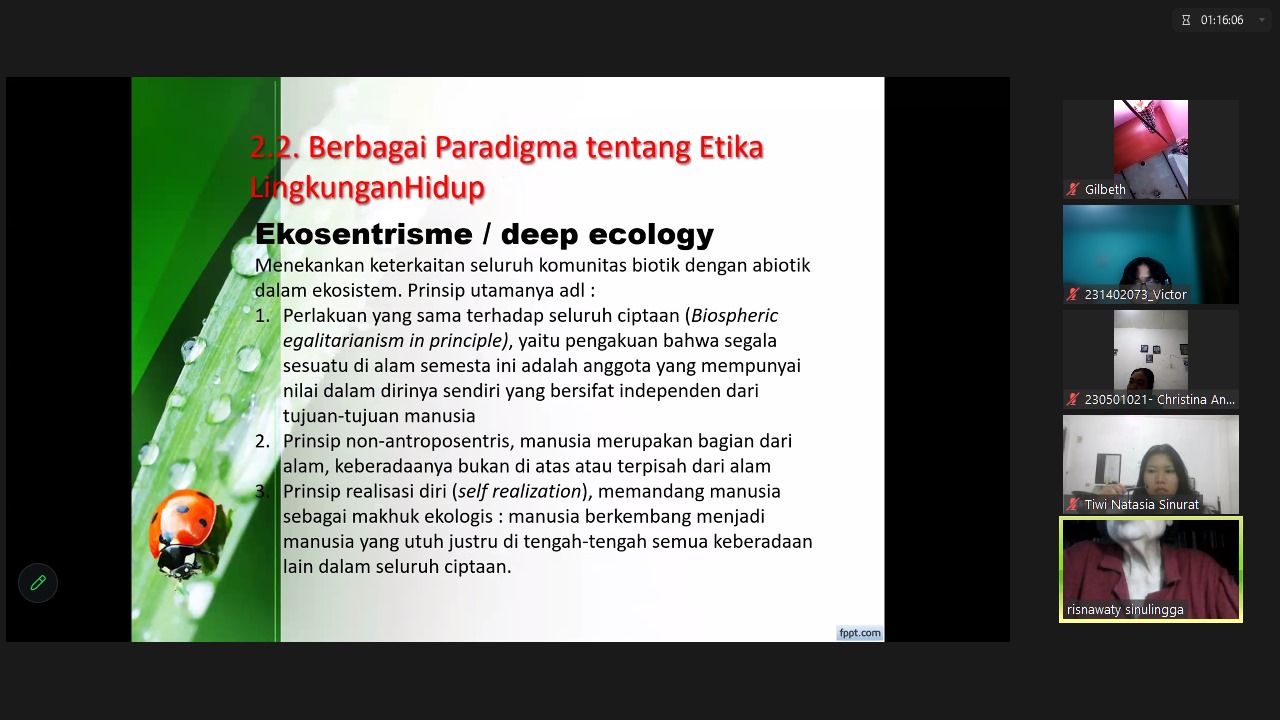 01:16:06
2.2. Berbagai Paradigma tentang Etika
LingkunganHidup
Ekosentrisme / deep ecology
Menekankan keterkaitan seluruh komunitas biotik dengan abiotik
dalam ekosistem. Prinsip utamanya adl :
1. Perlakuan yang sama terhadap seluruh ciptaan (Biospheric
egalitarianism in principle), yaitu pengakuan bahwa segala
sesuatu di alam semesta ini adalah anggota yang mempunyai
nilai dalam dirinya sendiri yang bersifat independen dari
tujuan-tujuan manusia
2. Prinsip non-antroposentris, manusia merupakan bagian dari
alam, keberadaanya bukan di atas atau terpisah dari alam
3. Prinsip realisasi diri (self realization), memandang manusia
sebagai makhuk ekologis : manusia berkembang menjadi
manusia yang utuh justru di tengah-tengah semua keberadaan
lain dalam seluruh ciptaan.
fppt.com
Gilbeth
231402073_Victor
230501021- Christina An...
Tiwi Natasia Sinurat
risnawaty sinulingga